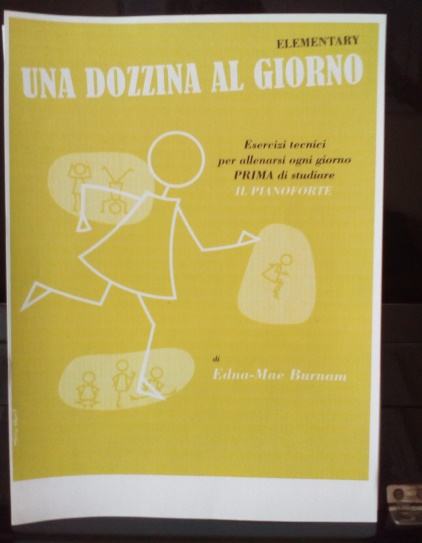 ELEMENTARY
UNA DOZZINA AL GIORNO
Esercizi tecnici
per allenarsi ogni giorno
PRIMA di studiare
IL PIANOFORTE
di
Edna-Mae Burnam